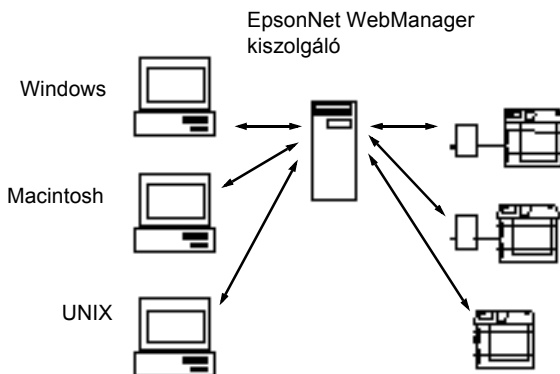 EpsonNet WebManager
kiszolgáló
Windows
Macintosh
UNIX